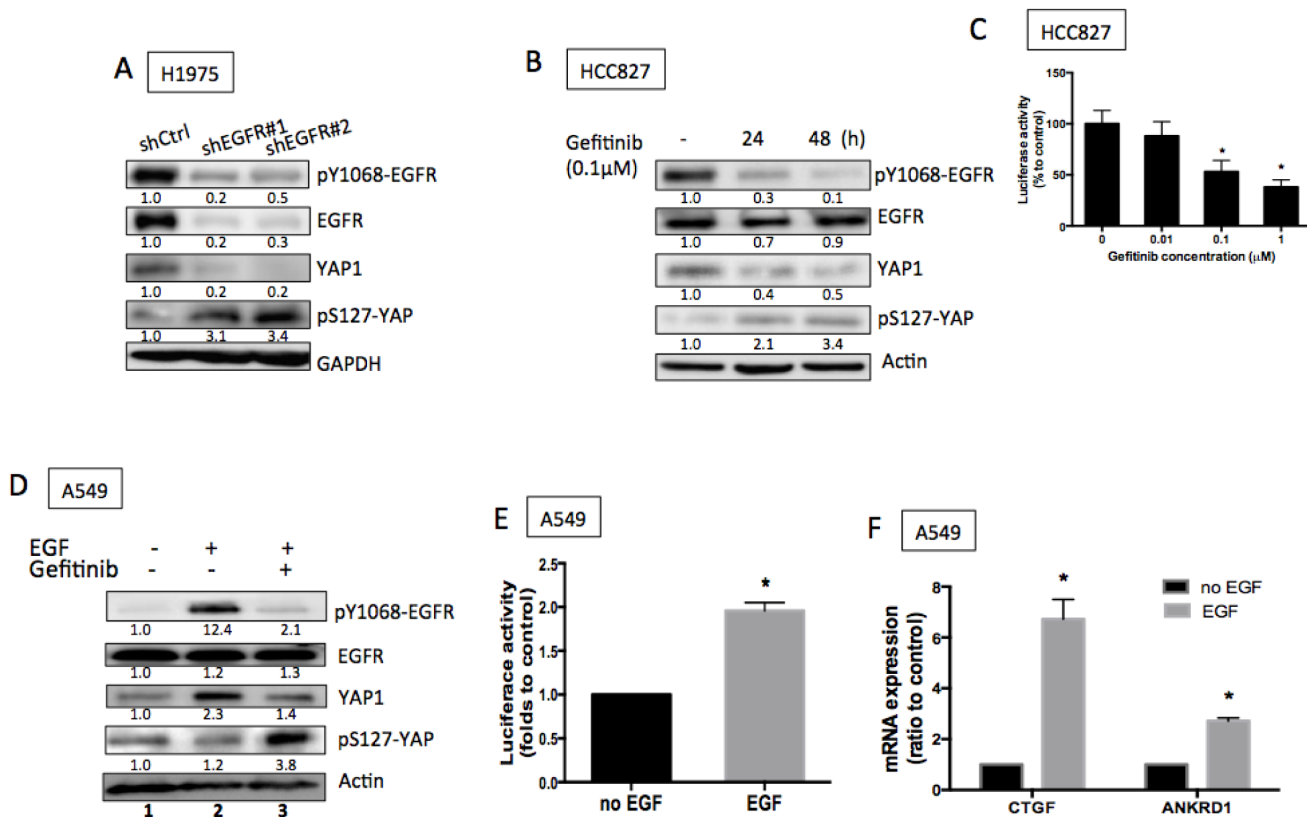 A H1975
shCtrl shEGFR#1 shEGFR#2
pY1068-EGFR
1.0 0.2 0.5
EGFR
1.0 0.2 0.3
YAP1
1.0 0.2 0.2
pS127-YAP
1.0 3.1 3.4
GAPDH
B HCC827
Gefitinib - 24 48 (h)
(0.1μM)
pY1068-EGFR
1.0 0.3 0.1
EGFR
1.0 0.7 0.9
YAP1
1.0 0.4 0.5
pS127-YAP
1.0 2.1 3.4
Actin
C HCC827
Luciferase activity
(% to control)
150
100
50
0
* *
0 0.01 0.1 1
Gefitinib concentration (μM)
D A549
EGF - + +
Gefitinib - - +
pY1068-EGFR
1.0 12.4 2.1
EGFR
1.0 1.2 1.3
YAP1
1.0 2.3 1.4
pS127-YAP
1.0 1.2 3.8
Actin
1 2 3
E A549
Luciferace activity
(folds to control)
2.5
2.0
1.5
1.0
0.5
0.0
*
no EGF EGF
F A549
mRNA expression
(ratio to control)
8
6
4
2
0
* *
no EGF
EGF
CTGF ANKRD1